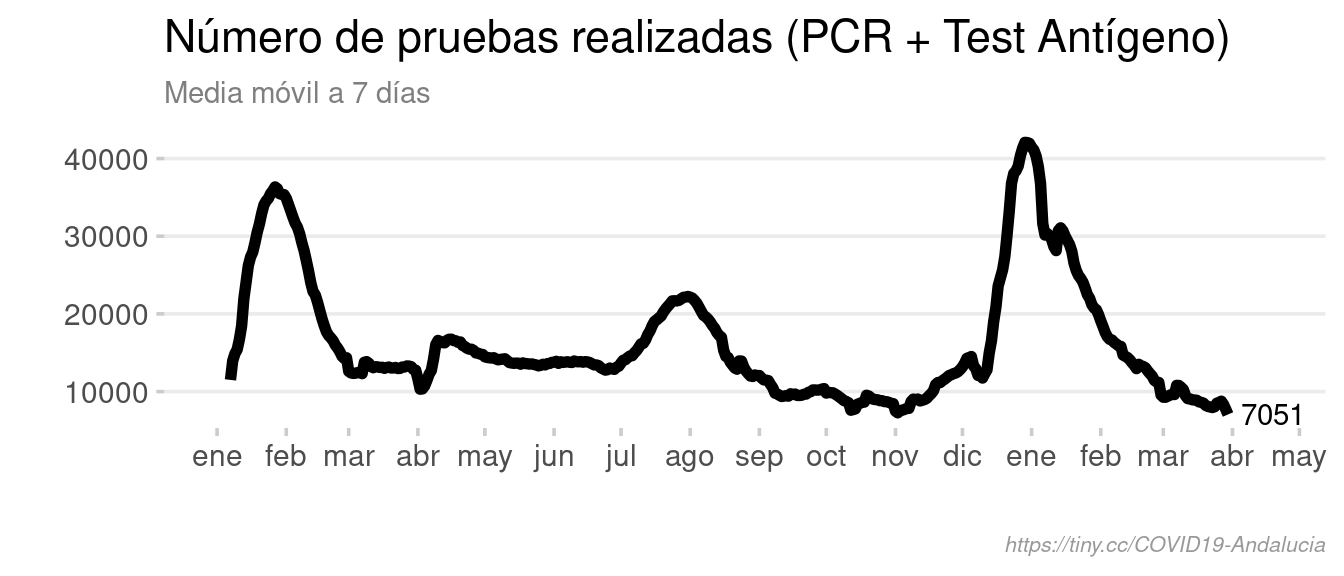 Número de pruebas realizadas (PCR + Test Antígeno)
Media móvil a 7 días
40000
30000
20000
10000
7051
ene feb mar abr may jun jul ago sep oct nov dic ene feb mar abr may
https://tiny.cc/COVID19-Andalucia